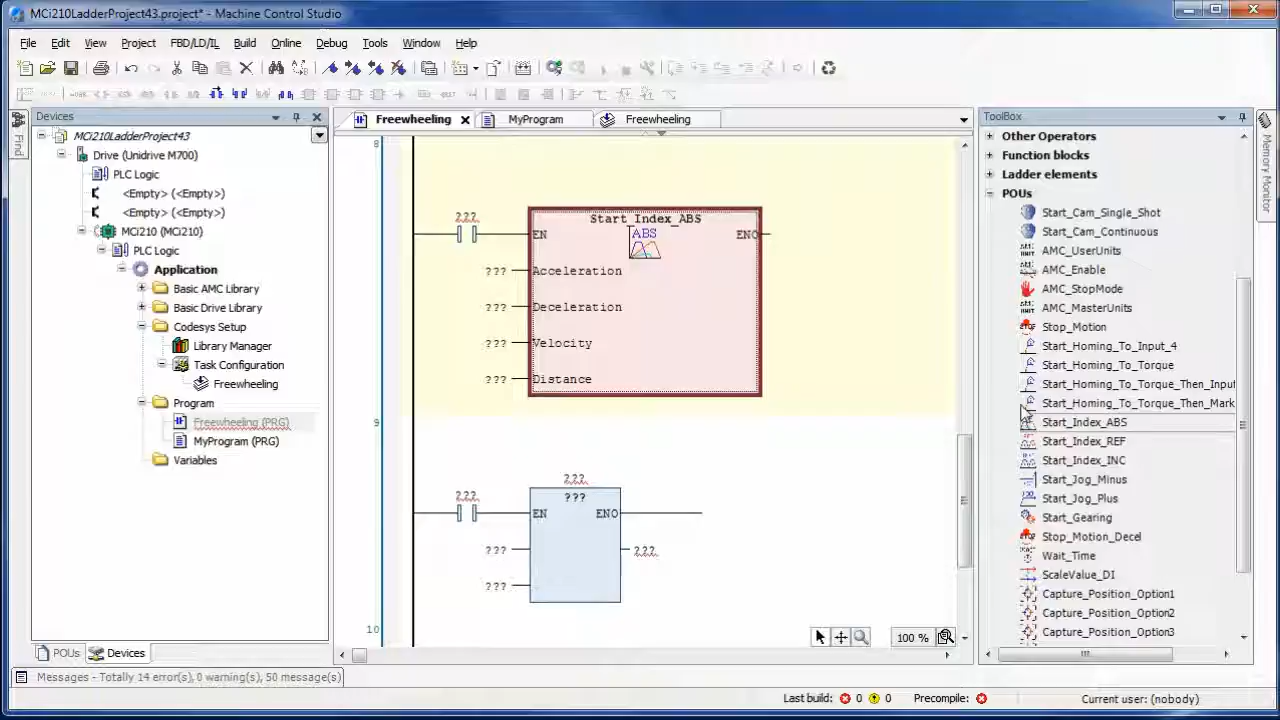 MCi210LadderProject43.project* - Machine Control Studio
File Edit View Project FBD/LD/IL Build Online Debug Tools Window Help
Devices
MCi210LadderProject43
Drive (Unidrive M700)
PLC Logic
<Empty> (<Empty>)
<Empty> (<Empty>)
MCi210 (MCi210)
PLC Logic
Application
Basic AMC Library
Basic Drive Library
Codesys Setup
Library Manager
Task Configuration
Freewheeling
Program
Freewheeling (PRG)
MyProgram (PRG)
Variables
POUs Devices
Find
Freewheeling MyProgram Freewheeling
8
???
Start_Index_ABS
ABS
EN ENO
??? Acceleration
??? Deceleration
??? Velocity
??? Distance
9
???
???
???
EN ENO
??? ???
???
10
100 %
ToolBox
Other Operators
Function blocks
Ladder elements
POUs
Start_Cam_Single_Shot
Start_Cam_Continuous
AMC_UserUnits
AMC_Enable
AMC_StopMode
AMC_MasterUnits
Stop_Motion
Start_Homing_To_Input_4
Start_Homing_To_Torque
Start_Homing_To_Torque_Then_Input
Start_Homing_To_Torque_Then_Mark
Start_Index_ABS
Start_Index_REF
Start_Index_INC
Start_Jog_Minus
Start_Jog_Plus
Start_Gearing
Stop_Motion_Decel
Wait_Time
ScaleValue_DI
Capture_Position_Option1
Capture_Position_Option2
Capture_Position_Option3
Memory Monitor
Messages - Totally 14 error(s), 0 warning(s), 50 message(s)
Last build: 0 0 Precompile: Current user: (nobody)